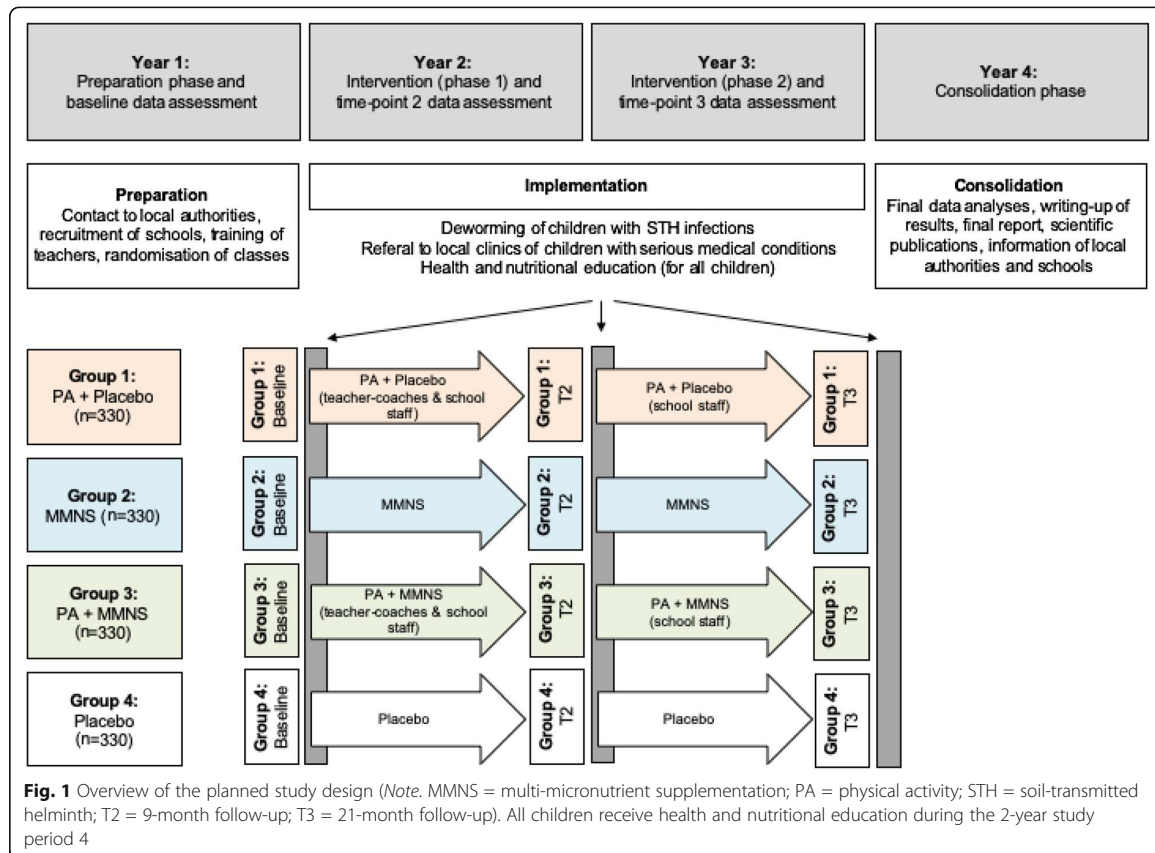 Year 1:
Preparation phase and
baseline data assessment
Year 2:
Intervention (phase 1) and
time-point 2 data assessment
Year 3:
Intervention (phase 2) and
time-point 3 data assessment
Year 4:
Consolidation phase
Preparation
Contact to local authorities,
recruitment of schools, training of
teachers, randomisation of classes
Implementation
Deworming of children with STH infections
Referal to local clinics of children with serious medical conditions
Health and nutritional education (for all children)
Consolidation
Final data analyses, writing-up of
results, final report, scientific
publications, information of local
authorities and schools
Group 1:
PA + Placebo
(n=330)
Group 1:
Baseline
PA + Placebo
(teacher-coaches & school
staff)
Group 1:
T2
PA + Placebo
(school staff)
Group 1:
T3
Group 2:
MMNS (n=330)
Group 2:
Baseline
MMNS
Group 2:
T2
MMNS
Group 2:
T3
Group 3:
PA + MMNS
(n=330)
Group 3:
Baseline
PA + MMNS
(teacher-coaches & school
staff)
Group 3:
T2
PA + MMNS
(school staff)
Group 3:
T3
Group 4:
Placebo
(n=330)
Group 4:
Baseline
Placebo
Group 4:
T2
Placebo
Group 4:
T3
Fig. 1 Overview of the planned study design (Note. MMNS = multi-micronutrient supplementation; PA = physical activity; STH = soil-transmitted
helminth; T2 = 9-month follow-up; T3 = 21-month follow-up). All children receive health and nutritional education during the 2-year study
period 4